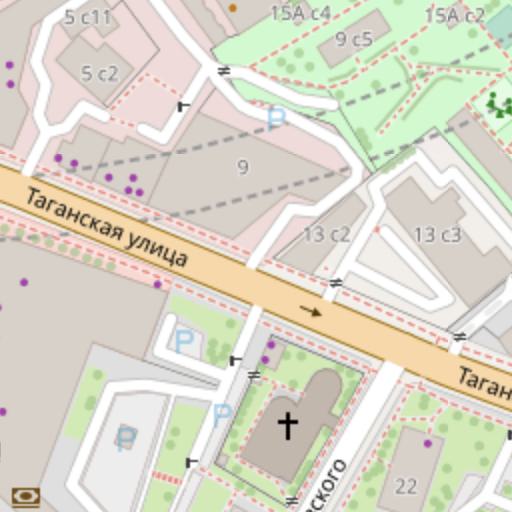 5 с11
15А с4
15А с2
9 с5
5 с2
P
9
13 с2
13 с3
Таганская улица
P
P
P
Таган
22
ского